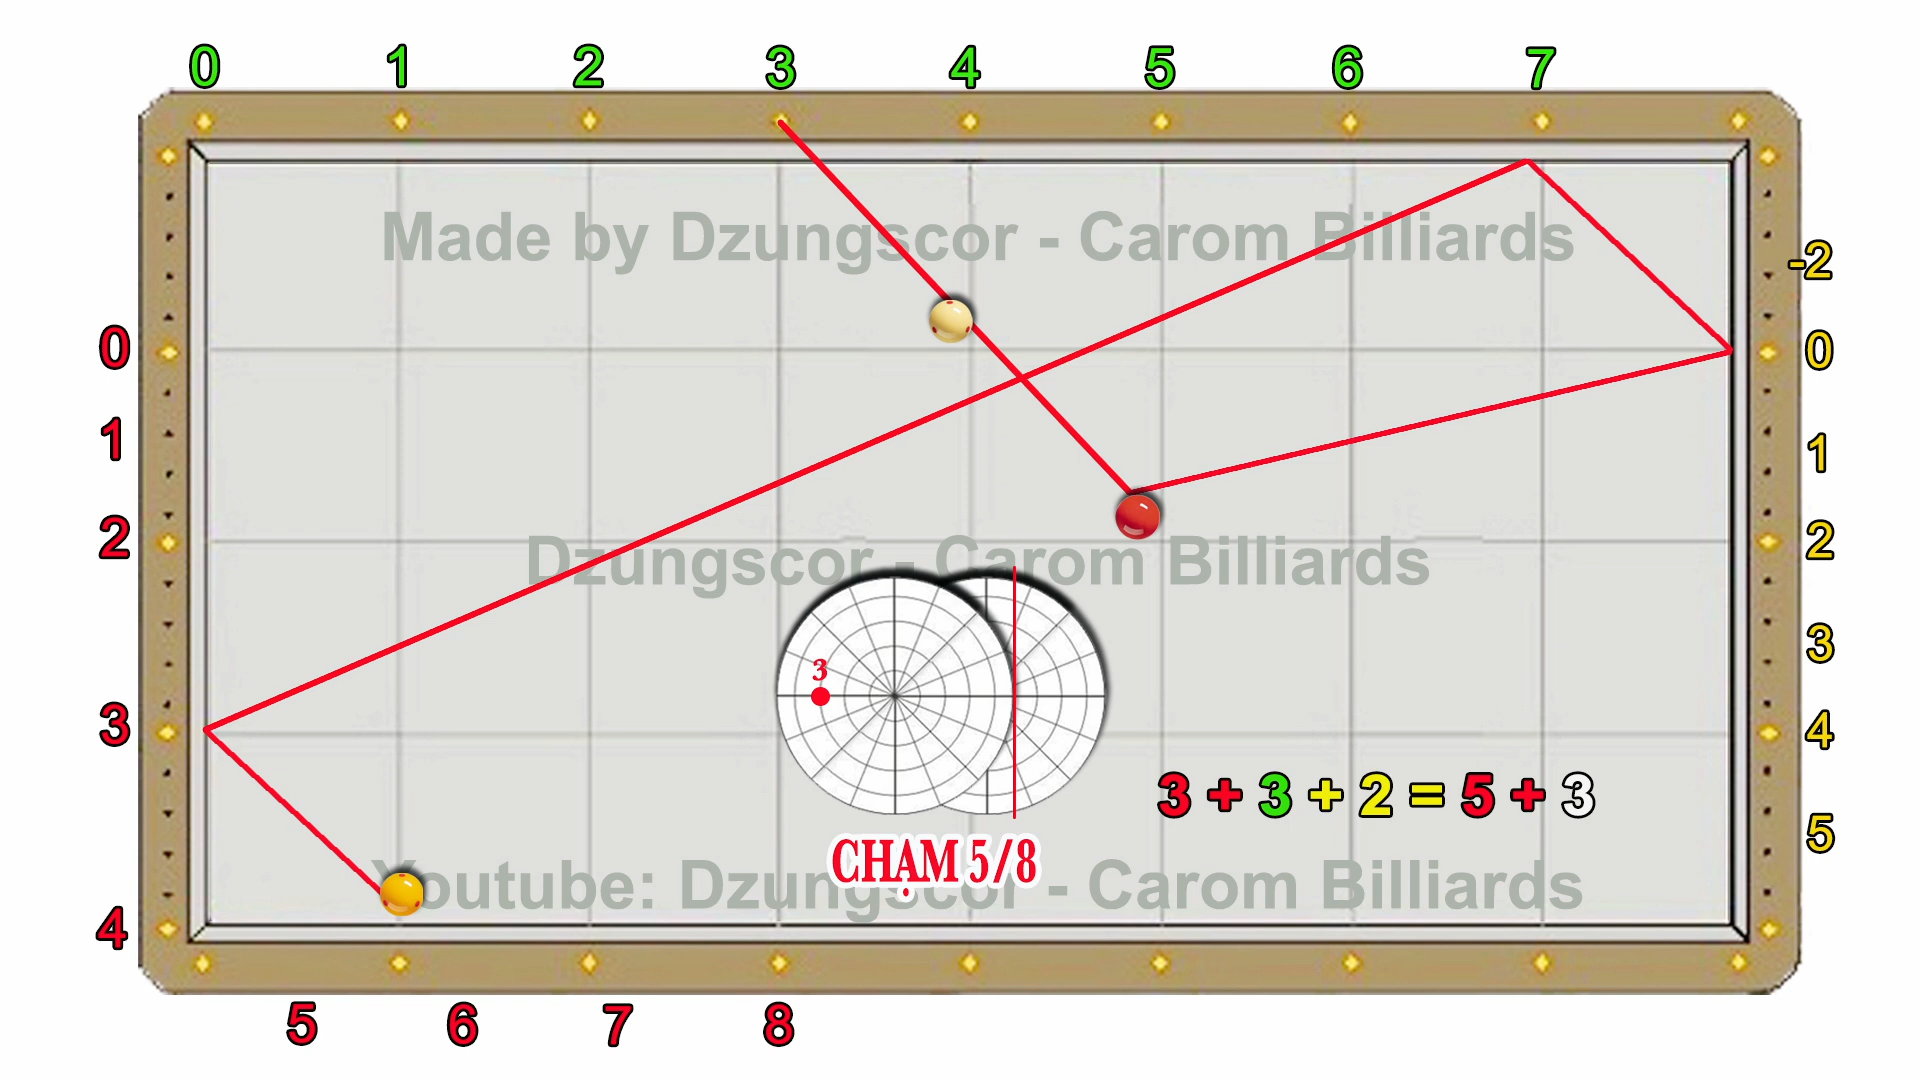 0 1 2 3 4 5 6 7
Made by Dzungscor - Carom Billiards
-2
0 0
1 1
2 2
Dzungscor - Carom Billiards
3
3
3 4
3 + 3 + 2 = 5 + 3
5
CHẠM 5/8
Youtube: Dzungscor - Carom Billiards
4
5 6 7 8